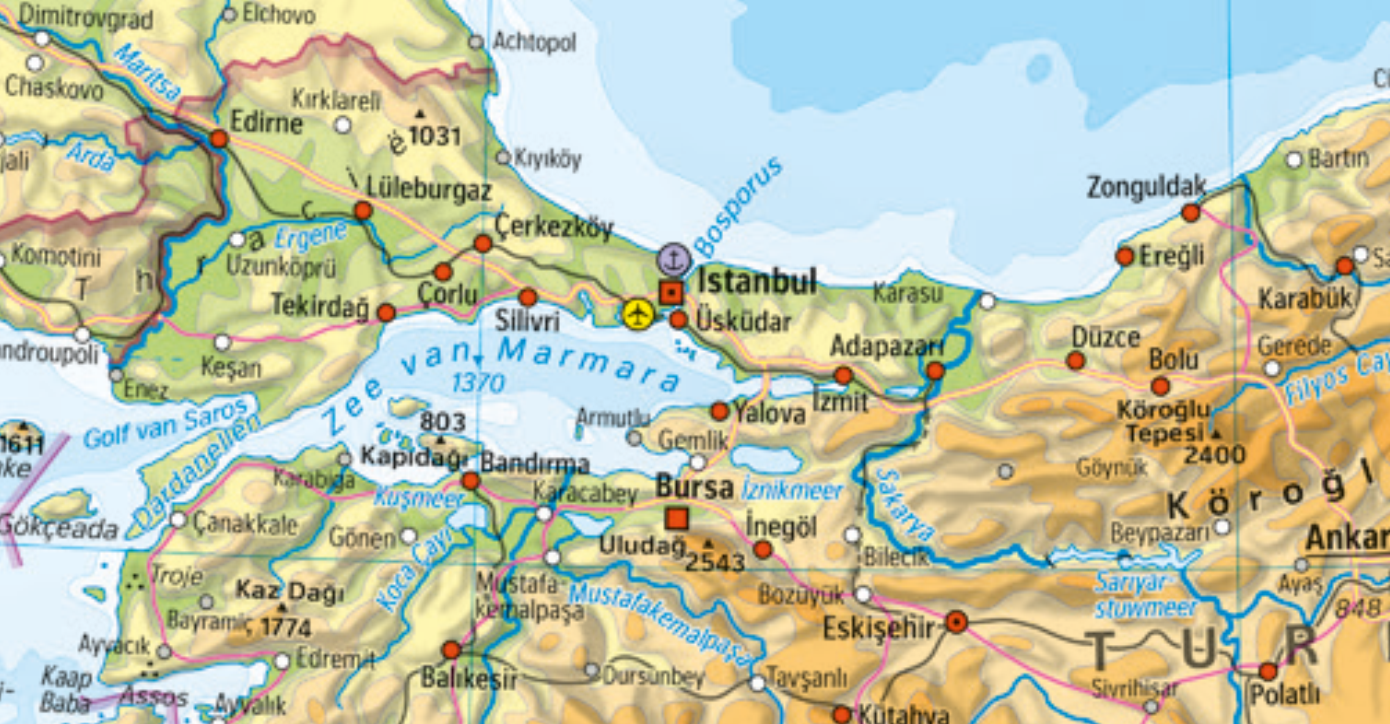 Dimitrovgrad
Elchovo
Achtopol
Maritsa
Chaskovo
Kırklareli
1031
Edirne
Arda
Kıyıköy
Bosporus
Bartın
Lüleburgaz
Zonguldak
Çerkezköy
Ergene
Uzunköprü
Komotini
T h r a c i ë
Ereğli
Istanbul
Karasu
Karabük
Tekirdağ
Çorlu
Silivri
Üsküdar
Adapazarı
Düzce
Gerede
Bolu
Keşan
Enez
Zee van Marmara
1370
Filyos
İzmit
Yalova
Köroğlu
Tepesi
2400
Golf van Saros
803
Armutlu
Gemlik
1611
Dardanellen
Kapıdağı
Bandırma
Karabiga
Kuşmeer
Karacabey
Bursa
İznikmeer
Göynük
Köroğl
Sakarya
Gökçeada
Çanakkale
Gönen
Uludağ
2543
İnegöl
Bilecik
Beypazarı
Ankar
Koca Çayı
Troje
Kaz Dağı
Bayramiç
1774
Mustafa-
kemalpaşa
Mustafakemalpaşa
Bozüyük
Sarıyar-
stuwmeer
Ayaş
848
Eskişehir
TUR
Ayvacık
Edremit
Balıkesir
Dursunbey
Tavşanlı
Kaap
Baba
Assos
Ayvalık
Sivrihisar
Polatlı
Kütahya